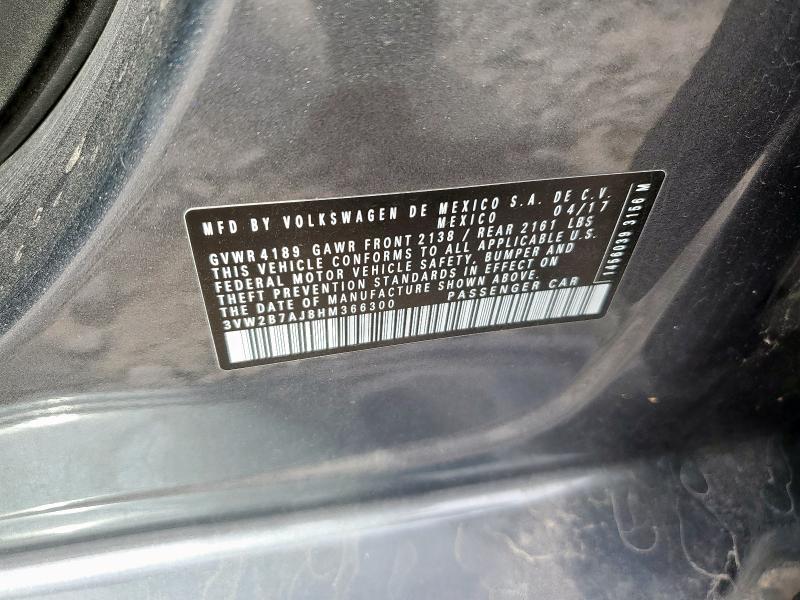 MFD BY VOLKSWAGEN DE MEXICO S.A. DE C.V.
MEXICO 04/17
GVWR 4189 GAWR FRONT 2138 / REAR 2161 LBS
THIS VEHICLE CONFORMS TO ALL APPLICABLE U.S.
FEDERAL MOTOR VEHICLE SAFETY, BUMPER AND
THEFT PREVENTION STANDARDS IN EFFECT ON
THE DATE OF MANUFACTURE SHOWN ABOVE.
3VW2B7AJ8HM366300 PASSENGER CAR
1456039 3156 M